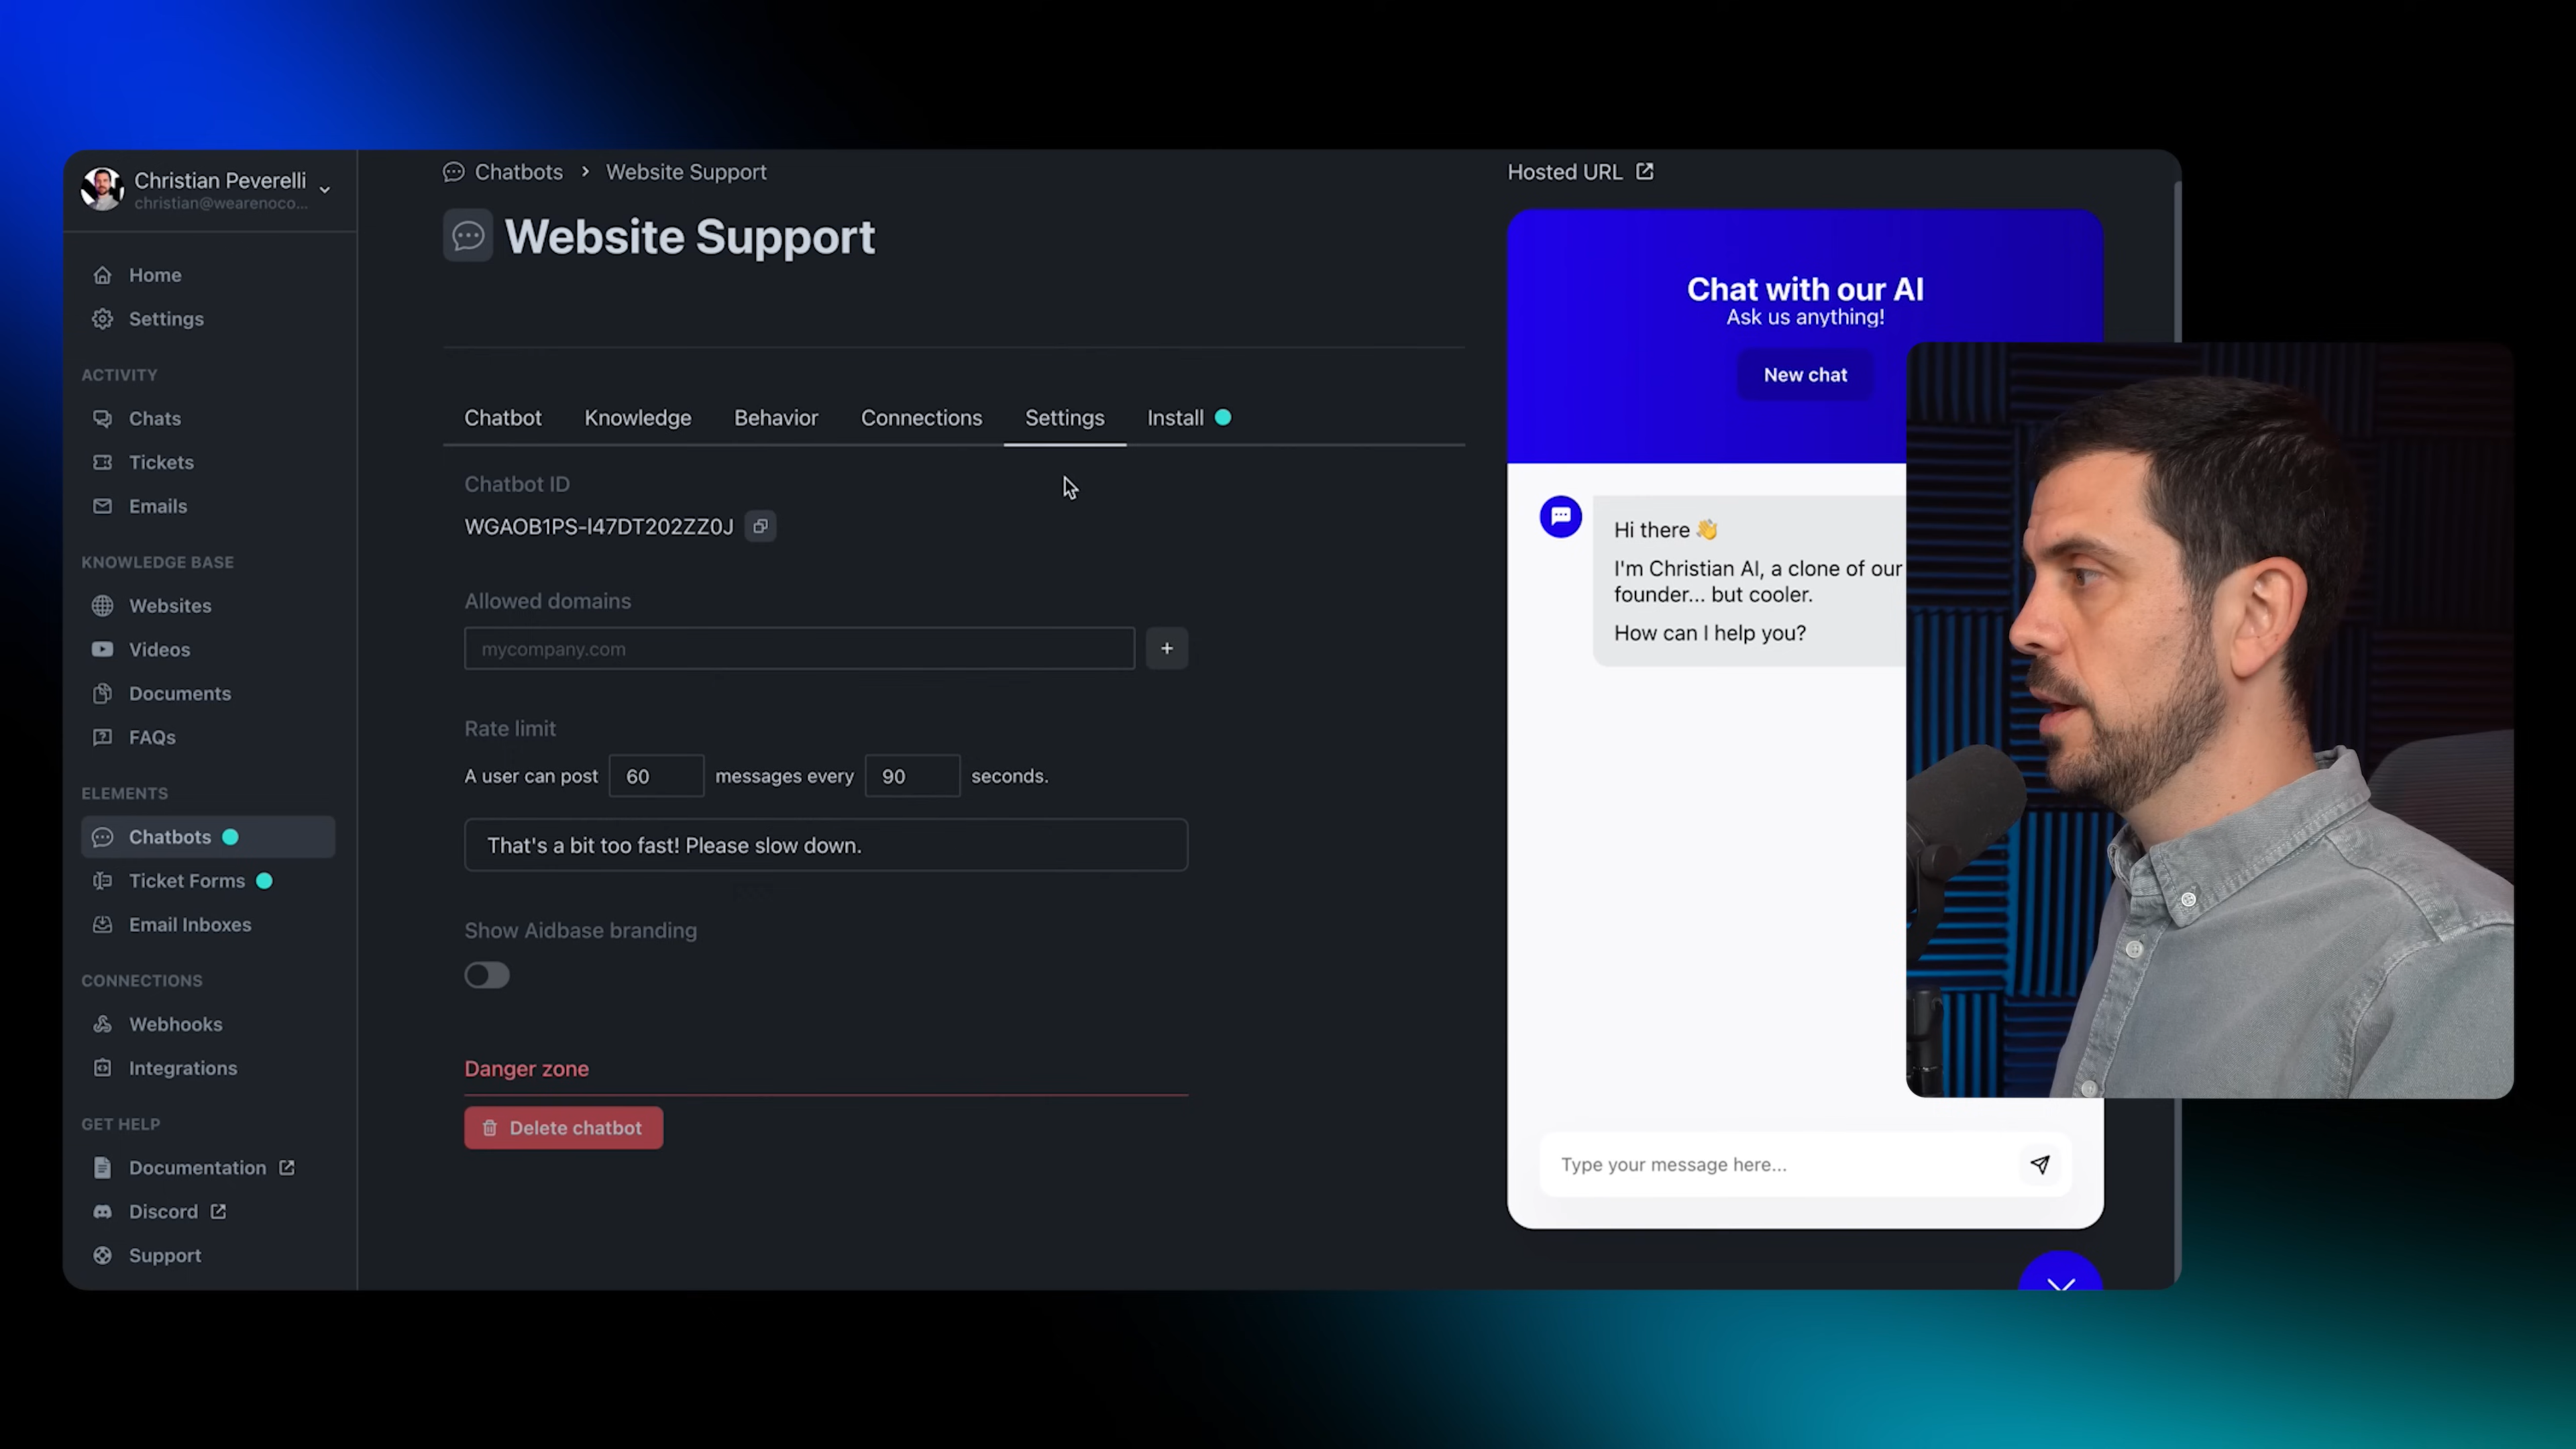 Christian Peverelli
christian@wearenoco...
Home
Settings
ACTIVITY
Chats
Tickets
Emails
KNOWLEDGE BASE
Websites
Videos
Documents
FAQs
ELEMENTS
Chatbots
Ticket Forms
Email Inboxes
CONNECTIONS
Webhooks
Integrations
GET HELP
Documentation
Discord
Support
Chatbots > Website Support
Website Support
Chatbot Knowledge Behavior Connections Settings Install
Chatbot ID
WGAOB1PS-I47DT202ZZ0J
Allowed domains
mycompany.com
+
Rate limit
A user can post 60 messages every 90 seconds.
That's a bit too fast! Please slow down.
Show Aidbase branding
Danger zone
Delete chatbot
Hosted URL
Chat with our AI
Ask us anything!
New chat
Hi there 👋
I'm Christian AI, a clone of our
founder... but cooler.
How can I help you?
Type your message here...